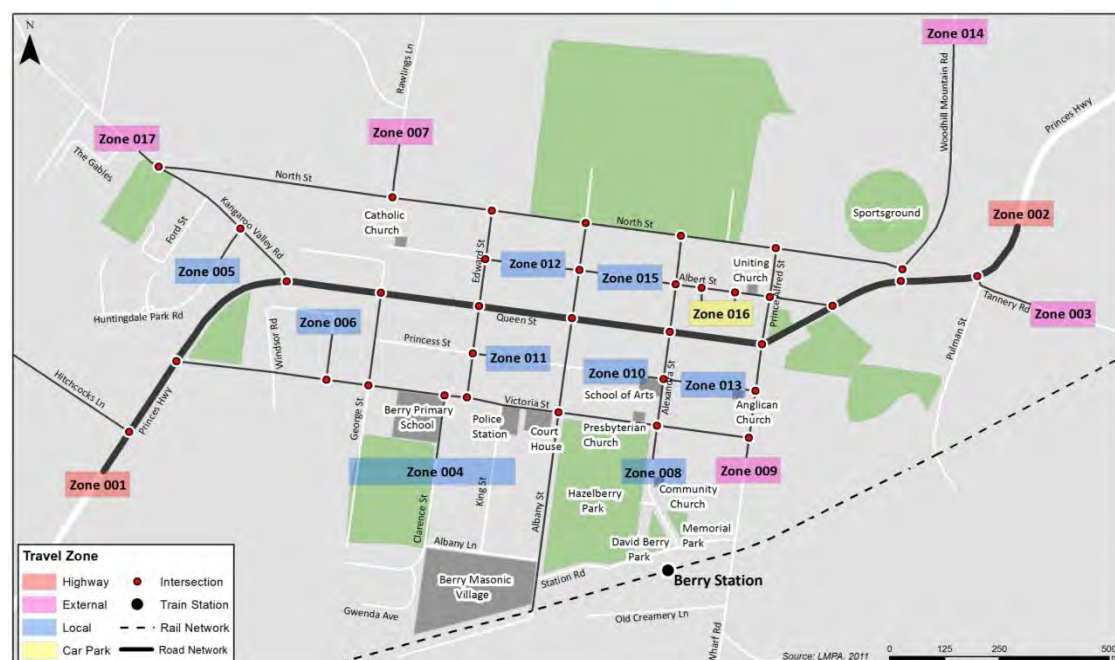 N
Zone 014
Zone 007
Zone 017
Rawlings Ln
Woodhill Mountain Rd
Princes Hwy
The Gables
North St
Catholic
Church
North St
Sportsground
Zone 002
Ford St
Kangaroo Valley Rd
Edward St
Zone 012
Zone 015
Albert St
Uniting
Church
Prince Alfred St
Zone 005
Zone 016
Tannery Rd
Zone 003
Huntingdale Park Rd
Windsor Rd
Zone 006
Queen St
Princess St
Zone 011
Pulman St
Hitchcocks Ln
Princes Hwy
Zone 010
School of Arts
Alexandra St
Zone 013
Anglican
Church
George St
Berry Primary
School
Police
Station
Victoria St
Court
House
Presbyterian
Church
Zone 001
Zone 004
Zone 008
Zone 009
Clarence St
King St
Albany St
Hazelberry
Park
Community
Church
Memorial
Park
David Berry
Park
Albany Ln
Station Rd
Berry Station
Berry Masonic
Village
Gwenda Ave
Old Creamery Ln
Wharf Rd
Travel Zone
Highway
Intersection
External
Train Station
Local
Rail Network
Car Park
Road Network
Source: LMPA, 2011
0 125 250